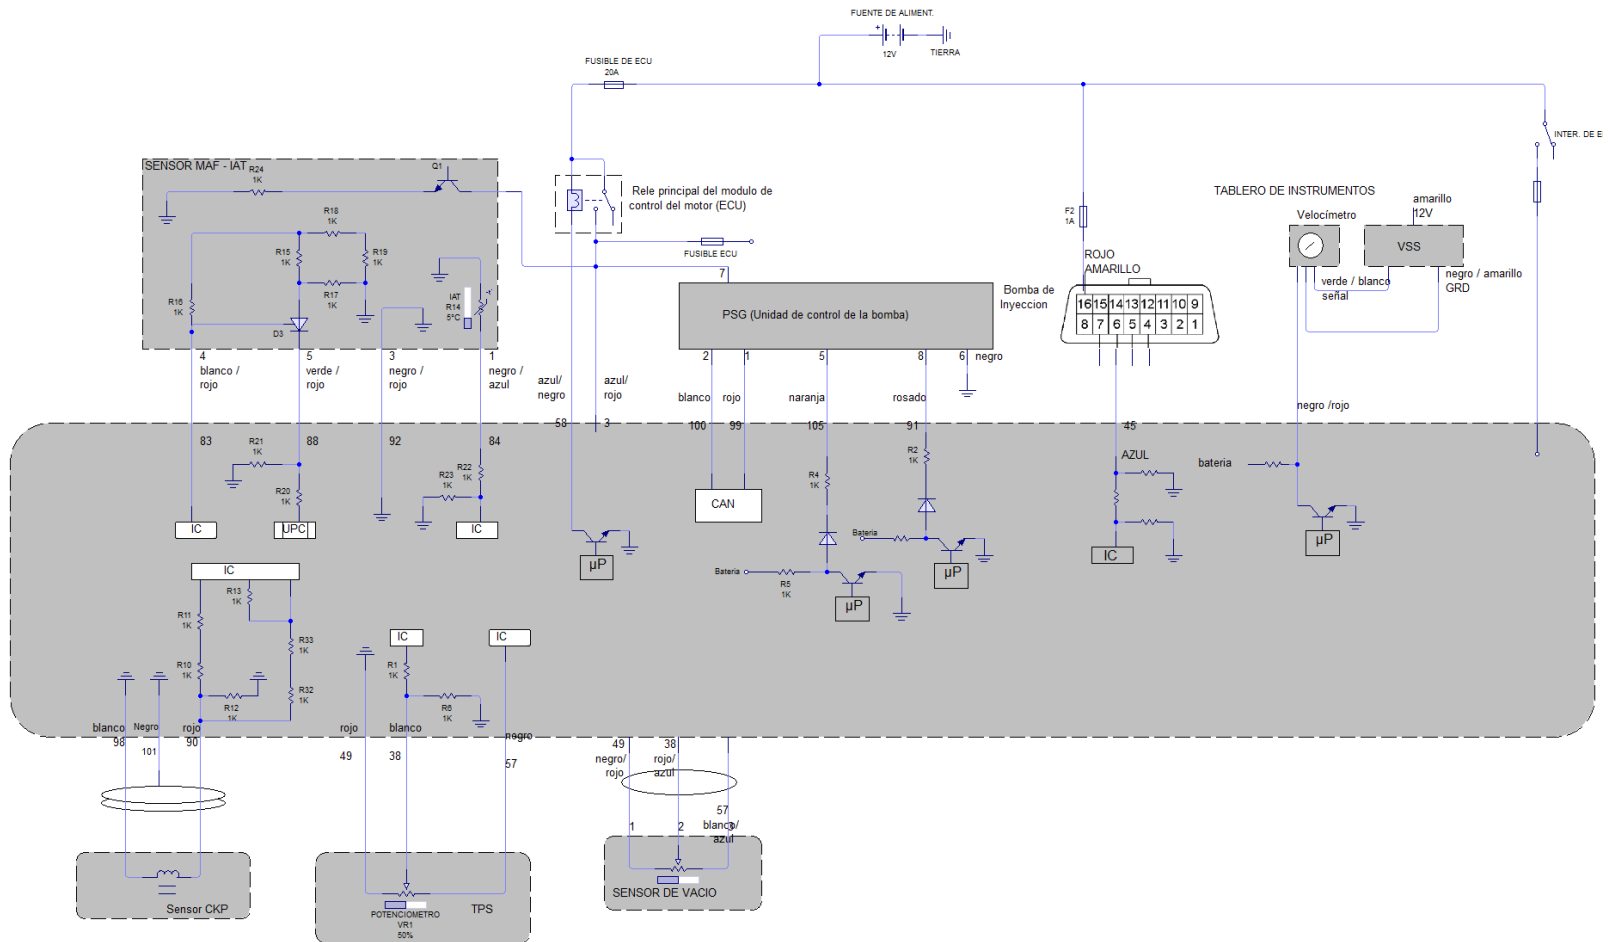 FUENTE DE ALIMENT.
+
12V
TIERRA
FUSIBLE DE ECU
20A
INTER. DE E
SENSOR MAF - IAT
R24
1K
Q1
R18
1K
R15
1K
R19
1K
R17
1K
R16
1K
D3
IAT
R14
5°C
Rele principal del modulo de
control del motor (ECU)
FUSIBLE ECU
7
PSG (Unidad de control de la bomba)
Bomba de
Inyeccion
F2
1A
ROJO
AMARILLO
16 15 14 13 12 11 10 9
8 7 6 5 4 3 2 1
TABLERO DE INSTRUMENTOS
Velocímetro
amarillo
12V
VSS
verde / blanco
señal
negro / amarillo
GRD
4
blanco /
rojo
5
verde /
rojo
3
negro /
rojo
1
negro /
azul
azul/
negro
azul/
rojo
2
1
5
8
6
negro
blanco
rojo
naranja
rosado
negro /rojo
83
88
92
84
58
3
100
99
105
91
45
R21
1K
R20
1K
R22
1K
R23
1K
IC
UPC
IC
CAN
R4
1K
R2
1K
AZUL
bateria
Bateria
µP
Bateria
R5
1K
µP
µP
IC
µP
IC
R13
1K
R11
1K
R10
1K
R12
1K
R33
1K
R32
1K
IC
IC
R1
1K
R6
1K
blanco
98
Negro
101
rojo
90
rojo
49
blanco
38
negro
57
49
negro/
rojo
38
rojo/
azul
57
blanco/
azul
1
2
3
Sensor CKP
POTENCIOMETRO
VR1
50%
TPS
SENSOR DE VACIO